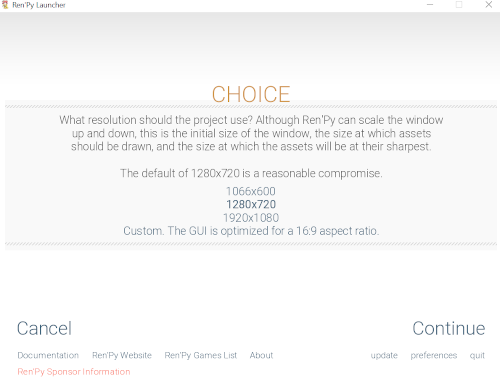 Ren'Py Launcher
CHOICE
What resolution should the project use? Although Ren'Py can scale the window
up and down, this is the initial size of the window, the size at which assets
should be drawn, and the size at which the assets will be at their sharpest.
The default of 1280x720 is a reasonable compromise.
1066x600
1280x720
1920x1080
Custom. The GUI is optimized for a 16:9 aspect ratio.
Cancel
Continue
Documentation Ren'Py Website Ren'Py Games List About update preferences quit
Ren'Py Sponsor Information